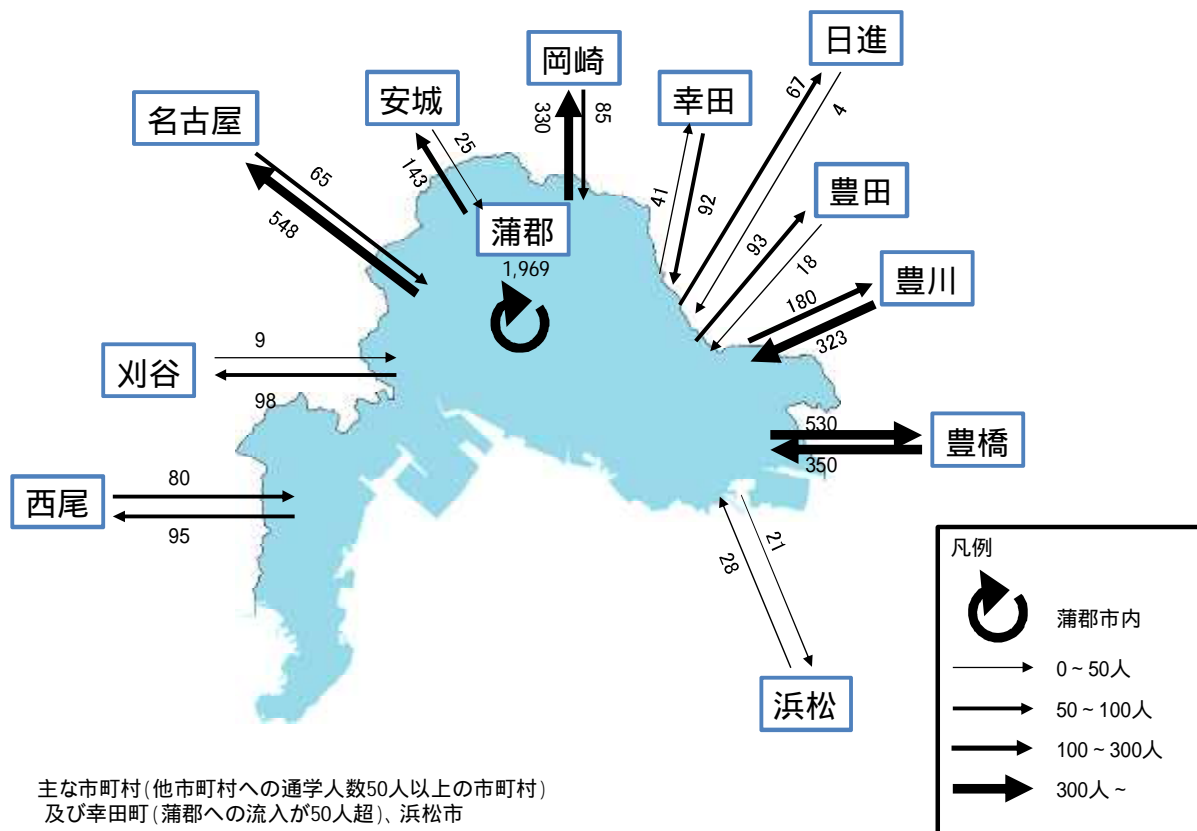 日進
岡崎
幸田
安城
名古屋
67
4
330
85
25
143
65
548
41
92
豊田
蒲郡
1,969
93
18
豊川
180
323
9
刈谷
98
530
豊橋
350
80
西尾
95
21
28
浜松
凡例
蒲郡市内
0～50人
50～100人
100～300人
300人～
主な市町村(他市町村への通学人数50人以上の市町村)
及び幸田町(蒲郡への流入が50人超)、浜松市